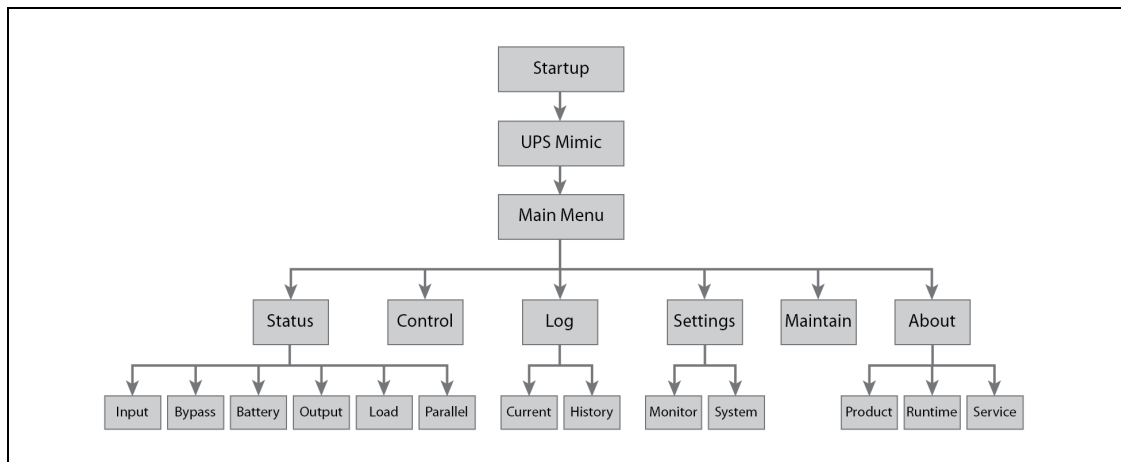 Startup
UPS Mimic
Main Menu
Status
Control
Log
Settings
Maintain
About
Input
Bypass
Battery
Output
Load
Parallel
Current
History
Monitor
System
Product
Runtime
Service